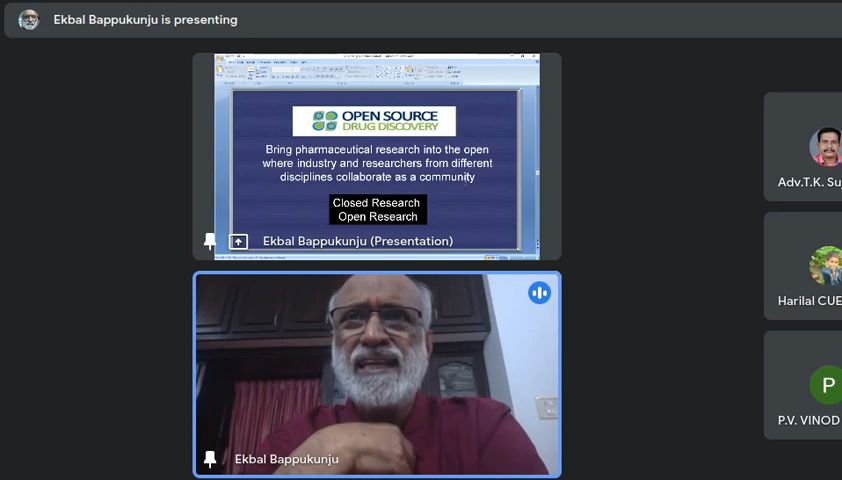 Ekbal Bappukunju is presenting
OPEN SOURCE
DRUG DISCOVERY
Bring pharmaceutical research into the open
where industry and researchers from different
disciplines collaborate as a community
Closed Research
Open Research
Ekbal Bappukunju (Presentation)
Adv.T.K. Su
Harilal CUE
P
P.V. VINOD
Ekbal Bappukunju